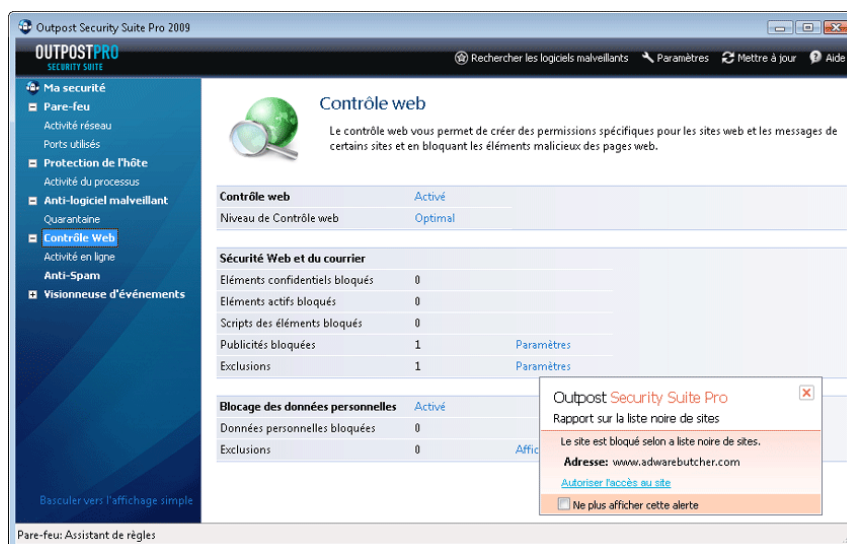 Outpost Security Suite Pro 2009
OUTPOSTPRO
SECURITY SUITE
Rechercher les logiciels malveillants Paramètres Mettre à jour Aide
Ma securité
Pare-feu
Activité réseau
Ports utilisés
Protection de l'hôte
Activité du processus
Anti-logiciel malveillant
Quarantaine
Contrôle Web
Activité en ligne
Anti-Spam
Visionneuse d'événements
Basculer vers l'affichage simple
Contrôle web
Le contrôle web vous permet de créer des permissions spécifiques pour les sites web et les messages de
certains sites et en bloquant les éléments malicieux des pages web.
Contrôle web Activé
Niveau de Contrôle web Optimal
Sécurité Web et du courrier
Eléments confidentiels bloqués 0
Eléments actifs bloqués 0
Scripts des éléments bloqués 0
Publicités bloquées 1 Paramètres
Exclusions 1 Paramètres
Blocage des données personnelles Activé
Données personnelles bloquées 0
Exclusions 0 Affic
Outpost Security Suite Pro
Rapport sur la liste noire de sites
Le site est bloqué selon a liste noire de sites.
Adresse: www.adwarebutcher.com
Autoriser l'accès au site
Ne plus afficher cette alerte
Pare-feu: Assistant de règles